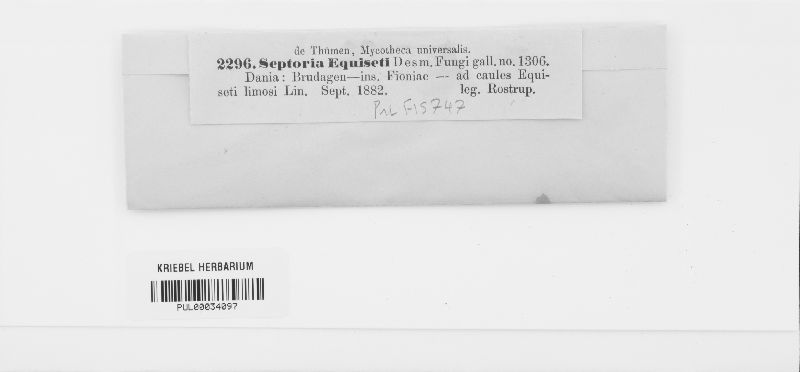 de Thümen, Mycotheca universalis.
2296. Septoria Equiseti Desm. Fungi gall. no. 1306.
Dania: Brudagen—ins. Fioniae — ad caules Equi-
seti limosi Lin. Sept. 1882. leg. Rostrup.
PUL F15747
KRIEBEL HERBARIUM
PUL00034097